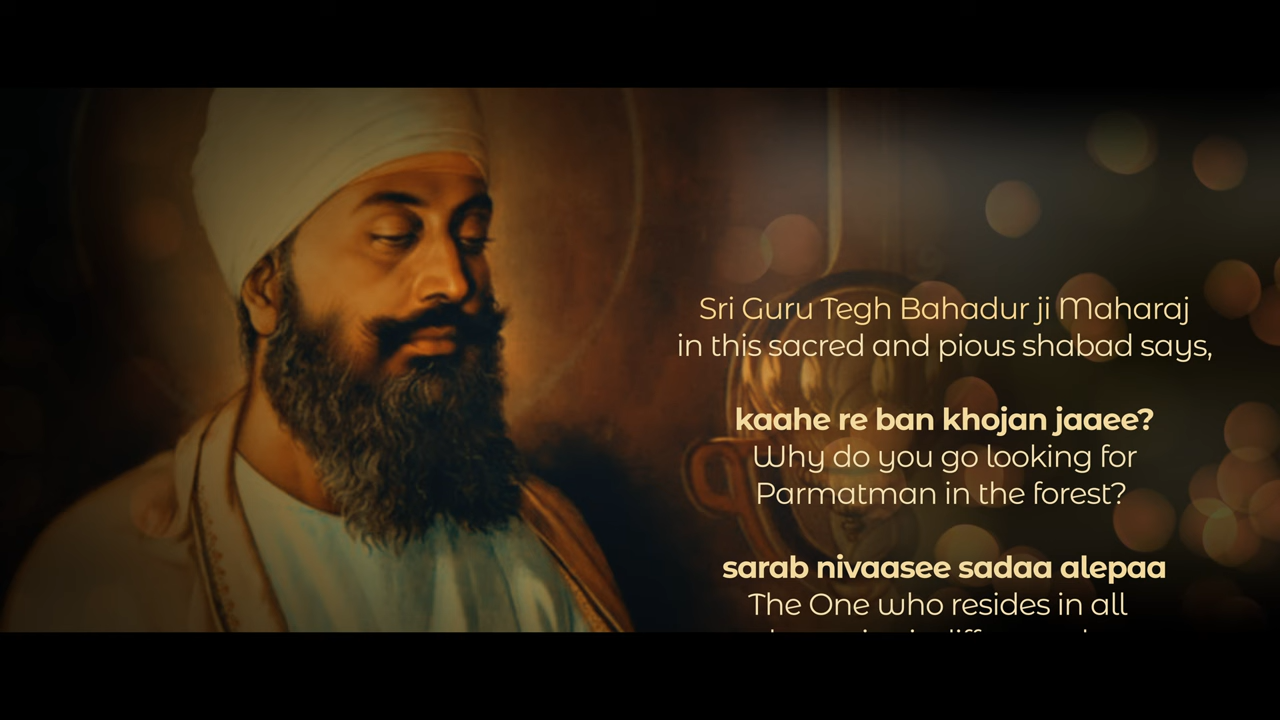 Sri Guru Tegh Bahadur ji Maharaj
in this sacred and pious shabad says,
kaahe re ban khojan jaaee?
Why do you go looking for
Parmatman in the forest?
sarab nivaasee sadaa alepaa
The One who resides in all